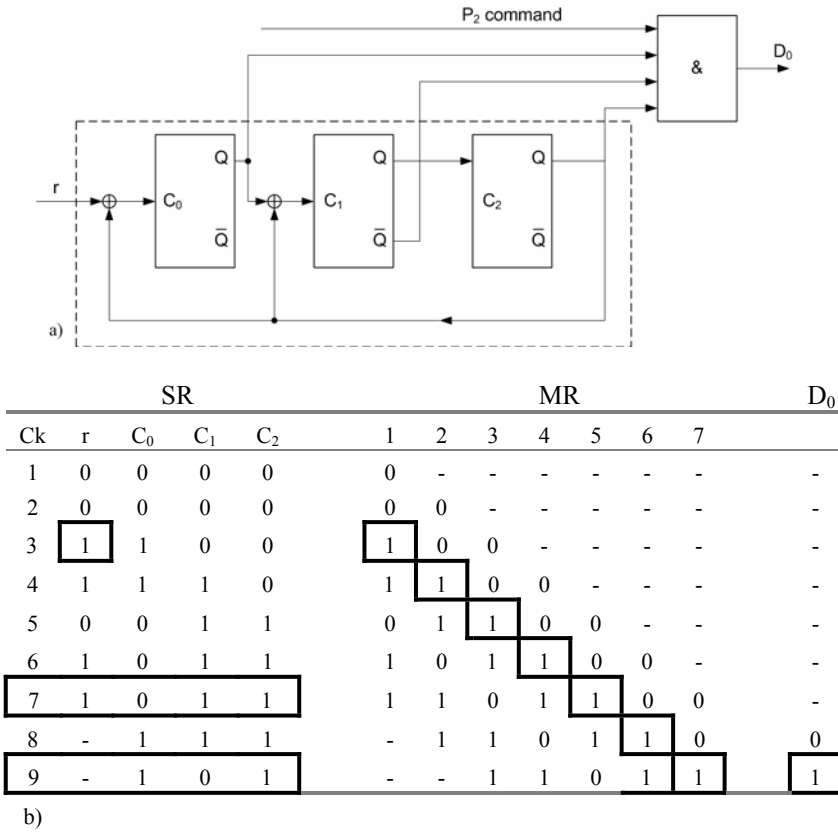 P₂ command
D₀
&
Q Q Q
r
C₀ C₁ C₂
Q̅ Q̅ Q̅
a)
SR MR D₀
Ck r C₀ C₁ C₂ 1 2 3 4 5 6 7
1 0 0 0 0 0 - - - - - - -
2 0 0 0 0 0 0 - - - - - -
3 1 1 0 0 1 0 0 - - - - -
4 1 1 1 0 1 1 0 0 - - - -
5 0 0 1 1 0 1 1 0 0 - - -
6 1 0 1 1 1 0 1 1 0 0 - -
7 1 0 1 1 1 1 0 1 1 0 0 -
8 - 1 1 1 - 1 1 0 1 1 0 0
9 - 1 0 1 - - 1 1 0 1 1 1
b)